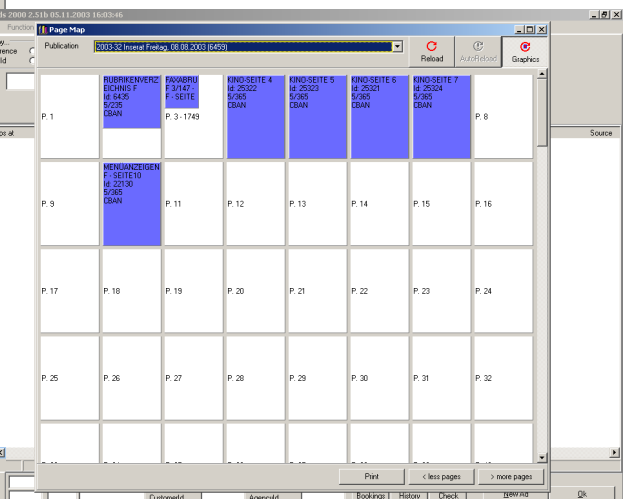 ds 2000 2.51b 05.11.2003 16:03:46
Function
Page Map
Publication
2003-32 Inserat Freitag, 08.08.2003 (6459)
Reload
AutoReload
Graphics
P. 1
RUBRIKENVERZ
EICHNIS F
Id: 6435
5/235
CBAN
FAXABRU
F 3/147 -
F - SEITE
P. 3 - 1749
KINO-SEITE 4
Id: 25322
5/365
CBAN
KINO-SEITE 5
Id: 25323
5/365
CBAN
KINO-SEITE 6
Id: 25321
5/365
CBAN
KINO-SEITE 7
Id: 25324
5/365
CBAN
P. 8
Source
P. 9
MENÜANZEIGEN
F - SEITE10
Id: 22130
5/365
CBAN
P. 11
P. 12
P. 13
P. 14
P. 15
P. 16
P. 17
P. 18
P. 19
P. 20
P. 21
P. 22
P. 23
P. 24
P. 25
P. 26
P. 27
P. 28
P. 29
P. 30
P. 31
P. 32
Print
< less pages
> more pages
CustomerId
AgencyId
Bookings
History
Check
New Ad
Ok